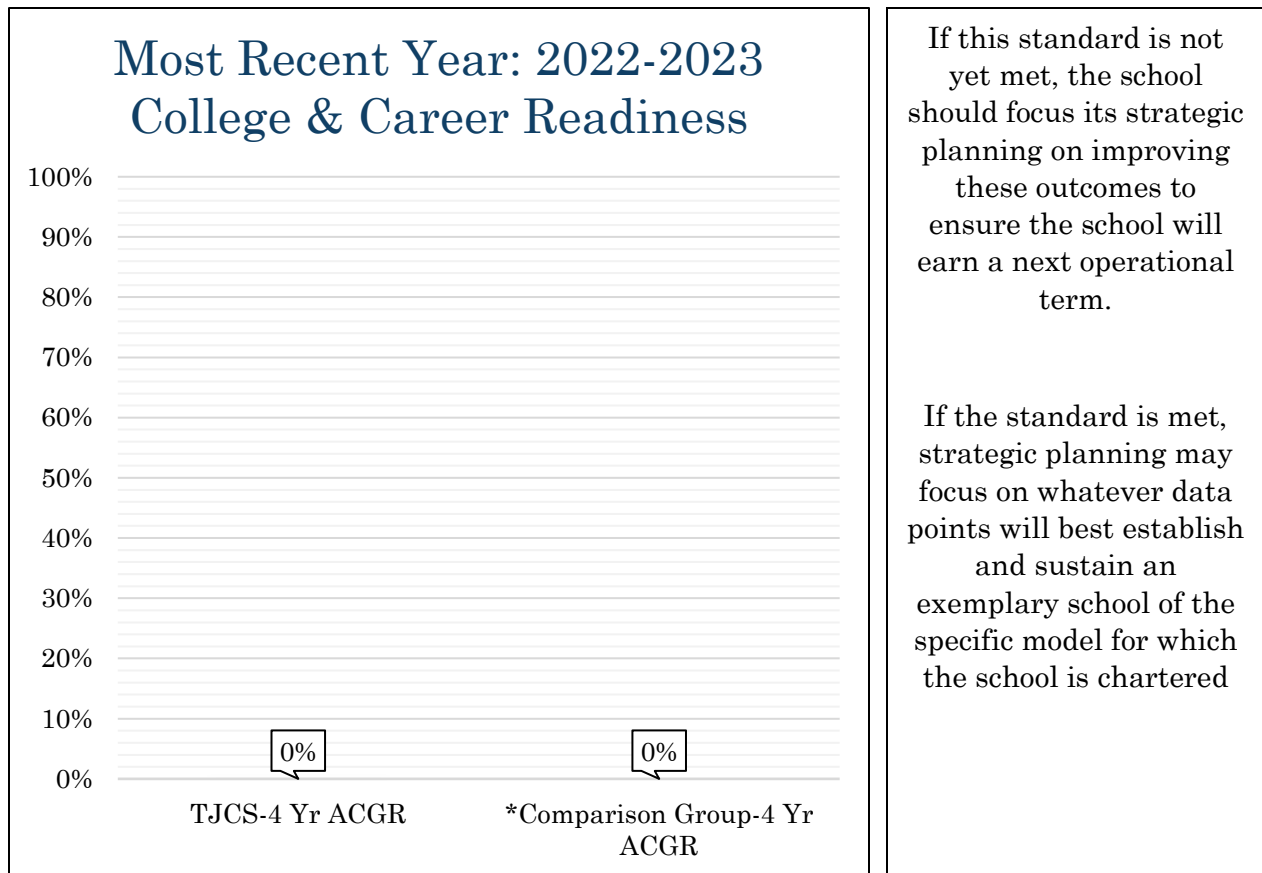 Most Recent Year: 2022-2023
College & Career Readiness
100%
90%
80%
70%
60%
50%
40%
30%
20%
10%
0%
0%
0%
TJCS-4 Yr ACGR
*Comparison Group-4 Yr
ACGR
If this standard is not
yet met, the school
should focus its strategic
planning on improving
these outcomes to
ensure the school will
earn a next operational
term.
If the standard is met,
strategic planning may
focus on whatever data
points will best establish
and sustain an
exemplary school of the
specific model for which
the school is chartered